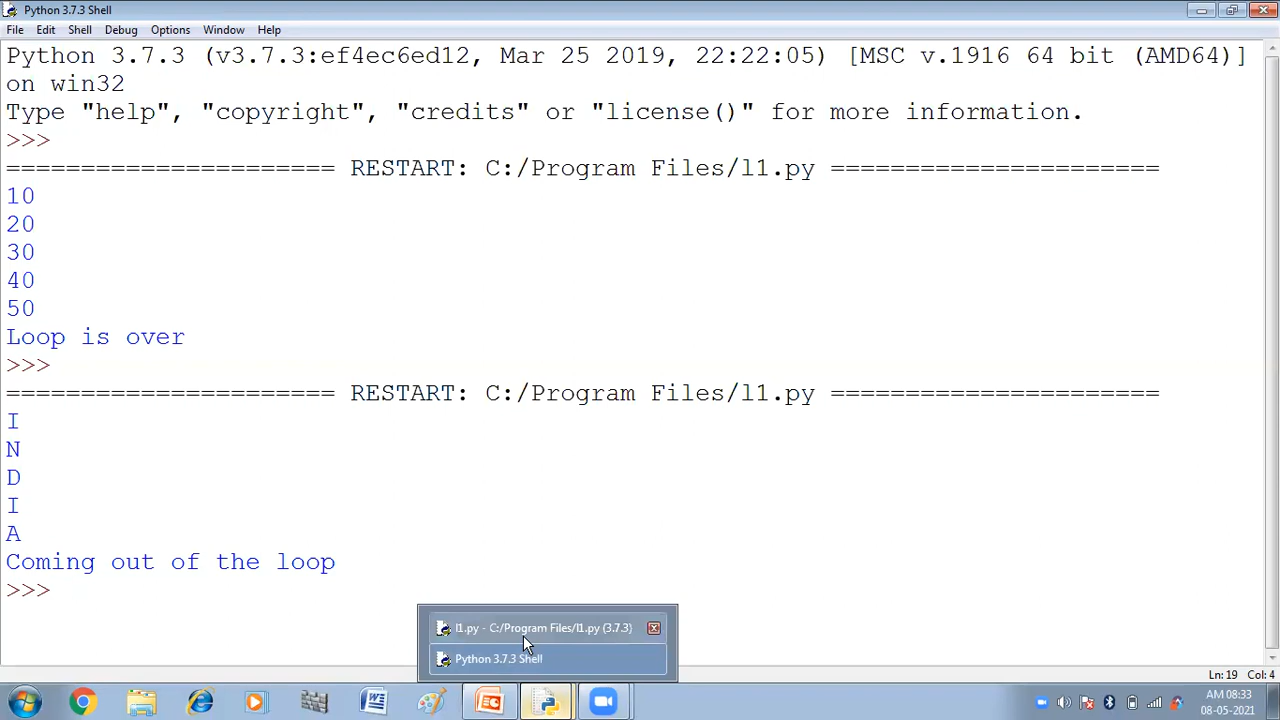 Python 3.7.3 Shell
File Edit Shell Debug Options Window Help
Python 3.7.3 (v3.7.3:ef4ec6ed12, Mar 25 2019, 22:22:05) [MSC v.1916 64 bit (AMD64)]
on win32
Type "help", "copyright", "credits" or "license()" for more information.
>>>
====================== RESTART: C:/Program Files/l1.py ======================
10
20
30
40
50
Loop is over
>>>
====================== RESTART: C:/Program Files/l1.py ======================
I
N
D
I
A
Coming out of the loop
>>>
l1.py - C:/Program Files/l1.py (3.7.3)
Python 3.7.3 Shell
Ln: 19 Col: 4
AM 08:33
08-05-2021